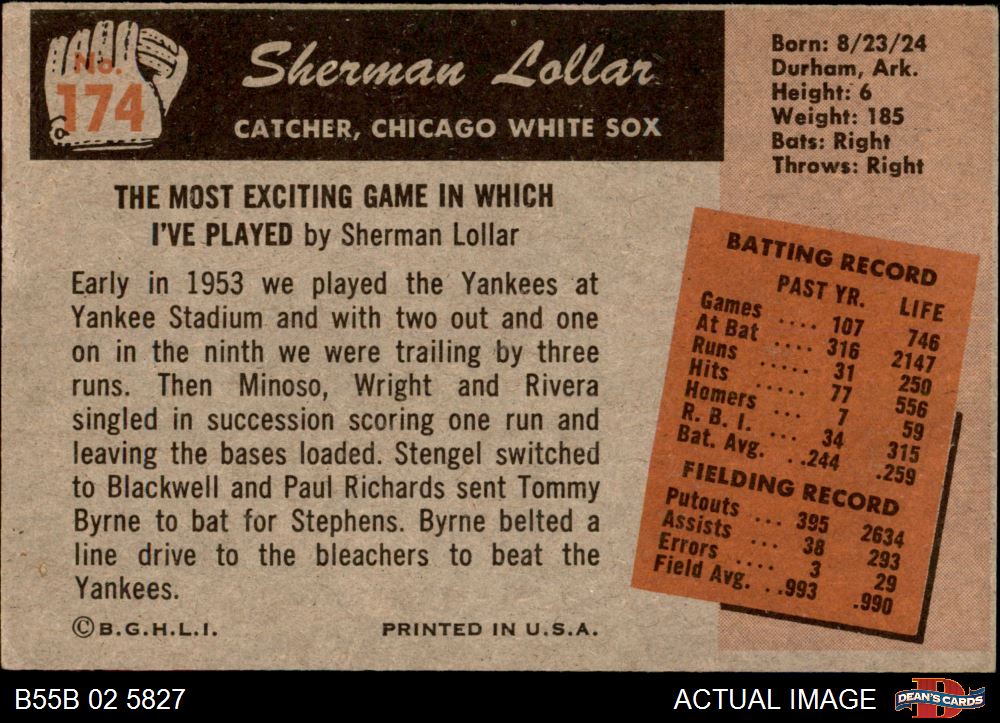 No.
174
Sherman Lollar
CATCHER, CHICAGO WHITE SOX
Born: 8/23/24
Durham, Ark.
Height: 6
Weight: 185
Bats: Right
Throws: Right
THE MOST EXCITING GAME IN WHICH
I'VE PLAYED by Sherman Lollar
Early in 1953 we played the Yankees at
Yankee Stadium and with two out and one
on in the ninth we were trailing by three
runs. Then Minoso, Wright and Rivera
singled in succession scoring one run and
leaving the bases loaded. Stengel switched
to Blackwell and Paul Richards sent Tommy
Byrne to bat for Stephens. Byrne belted a
line drive to the bleachers to beat the
Yankees.
©B.G.H.L.I. PRINTED IN U.S.A.
BATTING RECORD
PAST YR. LIFE
Games .... 107 746
At Bat .... 316 2147
Runs ..... 31 250
Hits ..... 77 556
Homers ... 7 59
R. B. I. ... 34 315
Bat. Avg. ..244 .259
FIELDING RECORD
Putouts ... 395 2634
Assists ... 38 293
Errors .... 3 29
Field Avg. ..993 .990
B55B 02 5827 ACTUAL IMAGE
D
DEAN'S CARDS